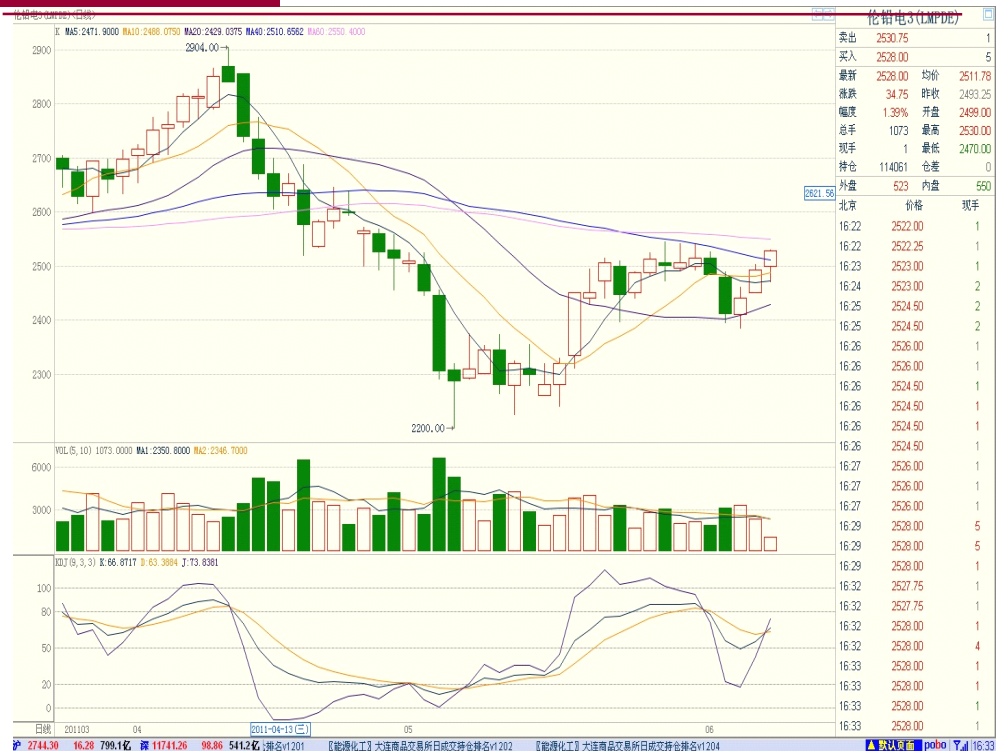 伦铅电3(LMPDE)(日线)
K MA5:2471.9000 MA10:2488.0750 MA20:2429.0375 MA40:2510.6562 MA60:2550.4000
2904.00→
2900
2800
2700
2600
2500
2400
2300
2621.56
2200.00→
VOL(5,10) 1073.0000 MA1:2350.8000 MA2:2346.7000
6000
3000
KDJ(9,3,3) K:66.8717 D:63.3884 J:73.8381
100
80
50
20
0
日线 201103 04 2011-04-13(三) 05 06
伦铅电3(LMPDE)
卖出 2530.75 1
买入 2528.00 5
最新 2528.00 均价 2511.78
涨跌 34.75 昨收 2493.25
幅度 1.39% 开盘 2499.00
总手 1073 最高 2530.00
现手 1 最低 2470.00
持仓 114061 仓差 0
外盘 523 内盘 550
北京 价格 现手
16:22 2522.00 1
16:22 2522.25 1
16:23 2523.00 1
16:24 2523.00 2
16:25 2524.50 2
16:25 2524.50 2
16:26 2526.00 1
16:26 2526.00 1
16:26 2524.50 1
16:26 2524.50 1
16:26 2524.50 1
16:26 2524.50 1
16:27 2526.00 1
16:27 2526.00 1
16:27 2526.00 1
16:29 2528.00 5
16:29 2528.00 5
16:29 2528.00 1
16:32 2527.75 1
16:32 2527.75 1
16:32 2528.00 1
16:32 2528.00 4
16:33 2528.00 1
16:33 2528.00 1
16:33 2528.00 1
16:33 2528.00 1
沪 2744.30 16.28 799.1亿 深 11741.26 98.86 541.2亿 排名v1201 【能源化工】大连商品交易所日成交持仓排名v1202 【能源化工】大连商品交易所日成交持仓排名v1204 默认页面 pobo 16:33